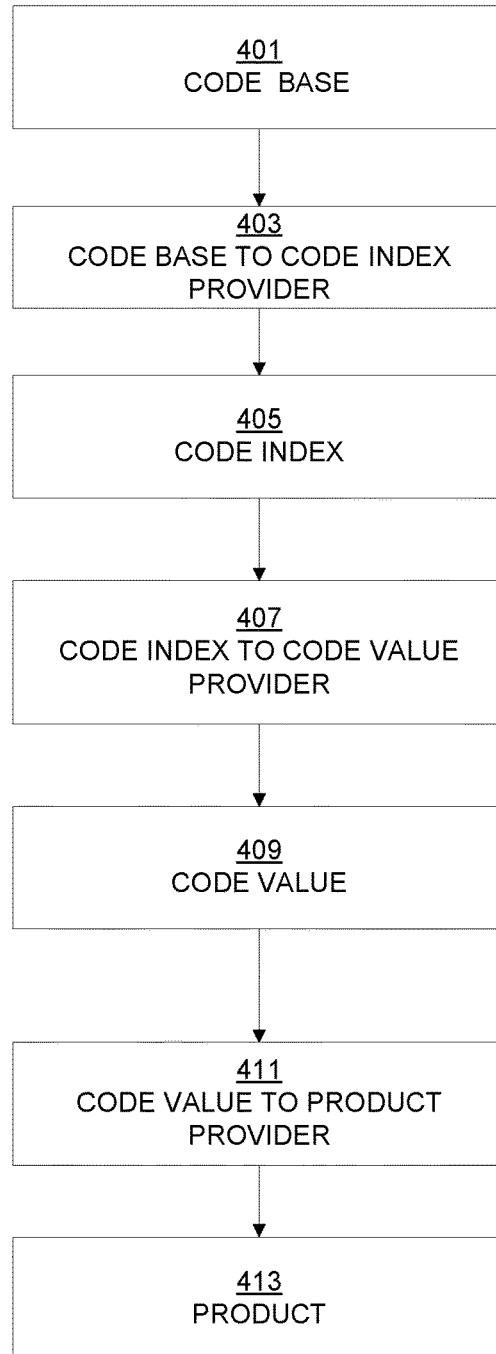 401
CODE BASE
403
CODE BASE TO CODE INDEX
PROVIDER
405
CODE INDEX
407
CODE INDEX TO CODE VALUE
PROVIDER
409
CODE VALUE
411
CODE VALUE TO PRODUCT
PROVIDER
413
PRODUCT